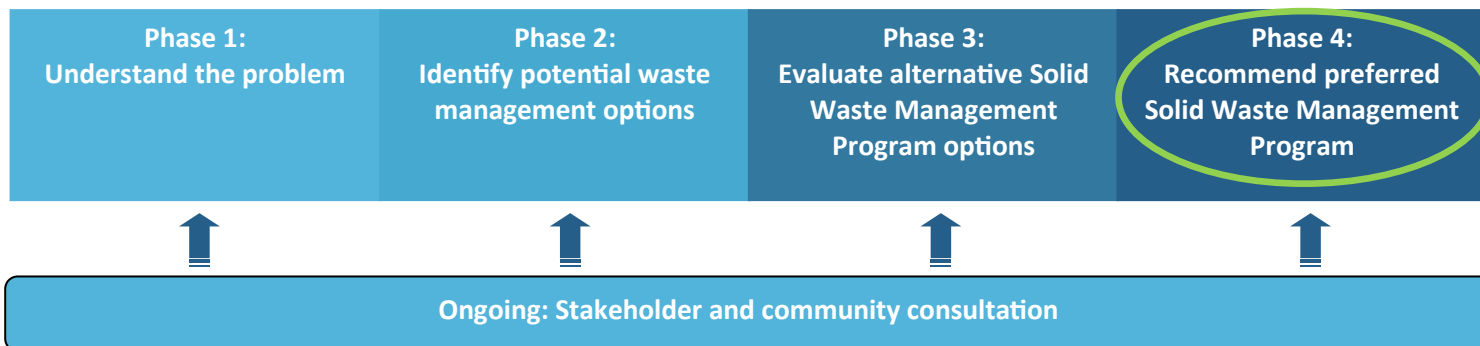 Phase 1:
Understand the problem
Phase 2:
Identify potential waste
management options
Phase 3:
Evaluate alternative Solid
Waste Management
Program options
Phase 4:
Recommend preferred
Solid Waste Management
Program
Ongoing: Stakeholder and community consultation